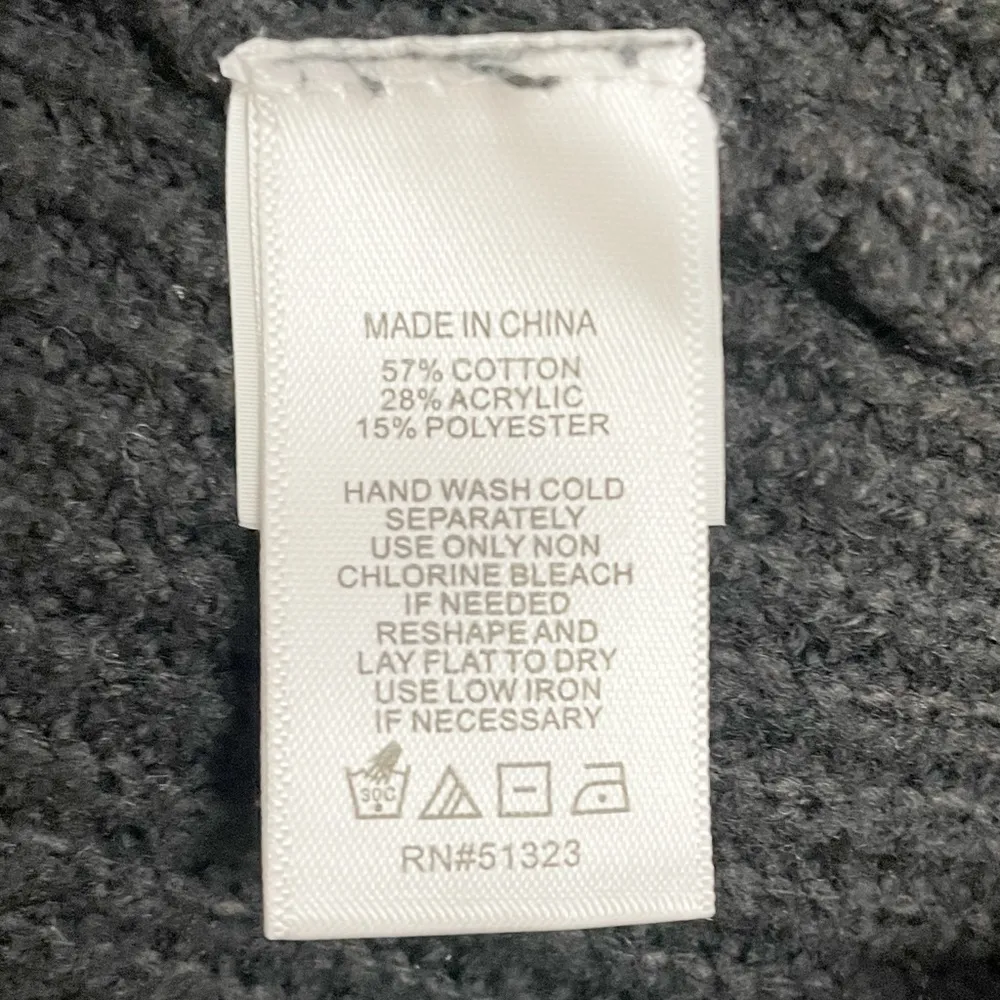 MADE IN CHINA
57% COTTON
28% ACRYLIC
15% POLYESTER
HAND WASH COLD
SEPARATELY
USE ONLY NON
CHLORINE BLEACH
IF NEEDED
RESHAPE AND
LAY FLAT TO DRY
USE LOW IRON
IF NECESSARY
30C
RN#51323